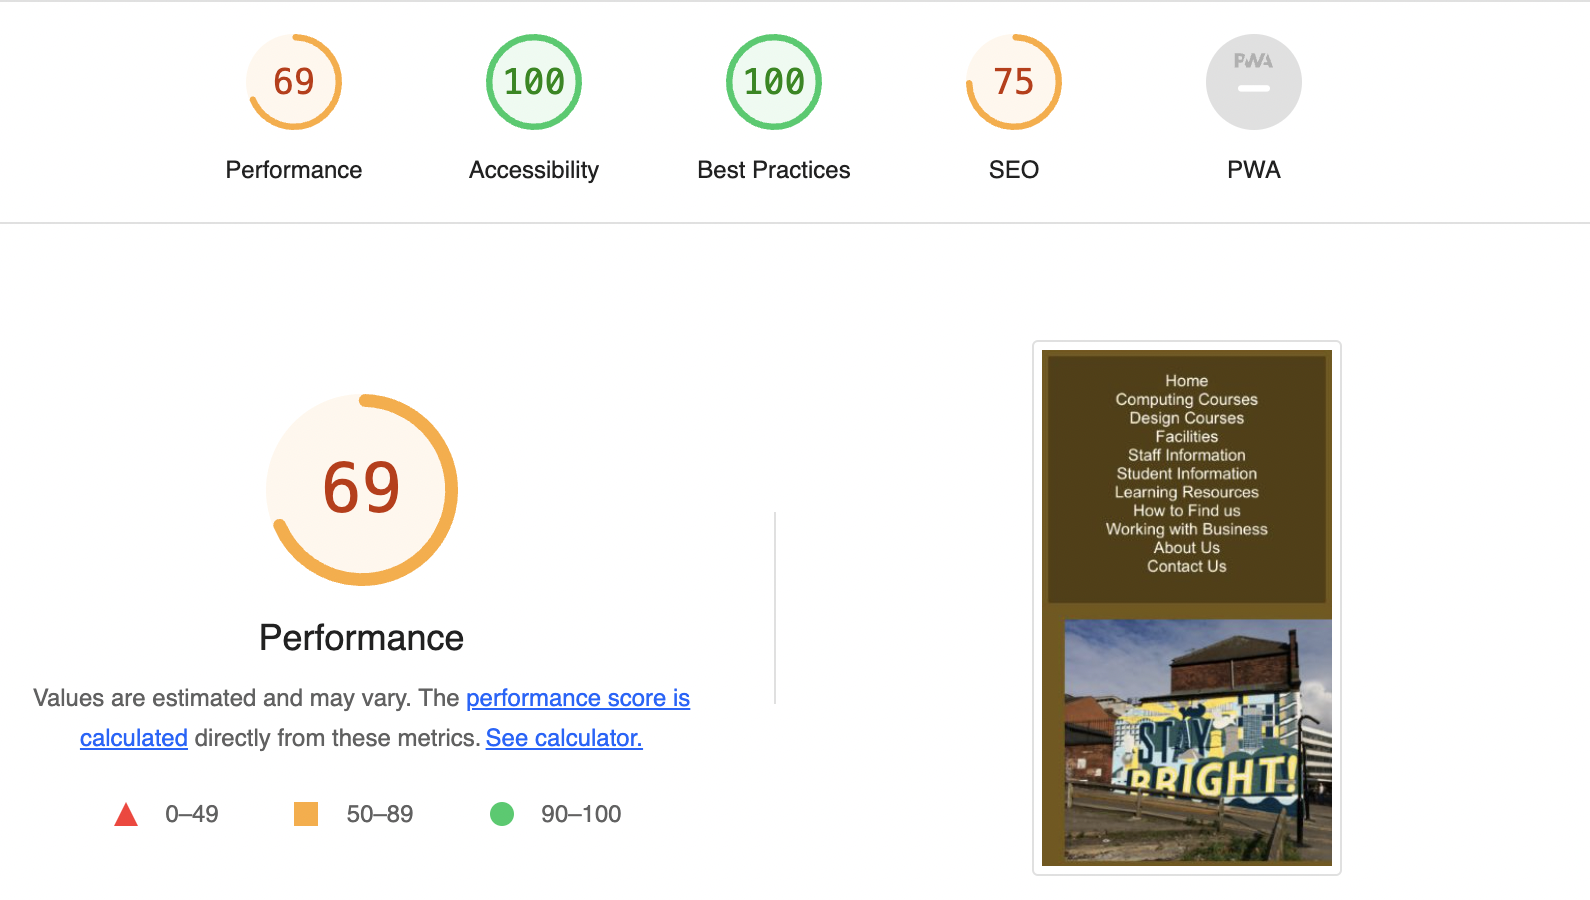 69
100
100
75
PWA
Performance
Accessibility
Best Practices
SEO
PWA
69
Performance
Values are estimated and may vary. The performance score is
calculated directly from these metrics. See calculator.
0–49
50–89
90–100
Home
Computing Courses
Design Courses
Facilities
Staff Information
Student Information
Learning Resources
How to Find us
Working with Business
About Us
Contact Us
STAY
BRIGHT!